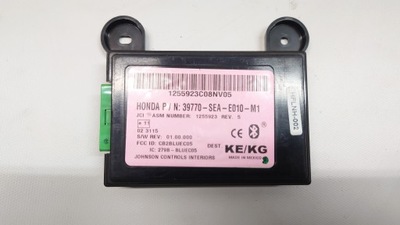 1255923C08NV05
HONDA P/N: 39770-SEA-E010-M1
JCI ASM NUMBER: 1255923 REV. 5
e 11
02 3115
S/W REV: 01.00.000
FCC ID: CB2BLUEC05
IC: 279B-BLUEC05
DEST KE/KG
JOHNSON CONTROLS INTERIORS
MADE IN MEXICO